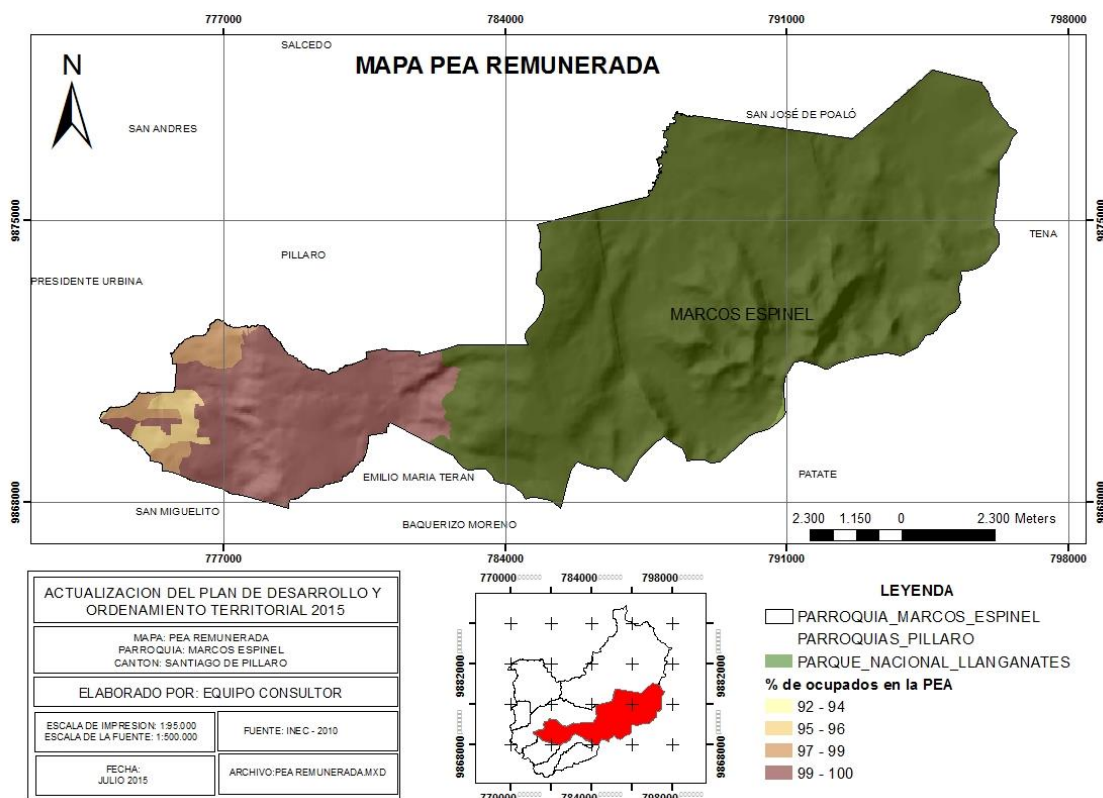 777000 784000 791000 798000
SALCEDO
MAPA PEA REMUNERADA
N
SAN ANDRES
SAN JOSÉ DE POALÓ
9875000 9875000
TENA
PILLARO
PRESIDENTE URBINA
MARCOS ESPINEL
EMILIO MARIA TERAN
PATATE
SAN MIGUELITO
BAQUERIZO MORENO
9868000 9868000
2.300 1.150 0 2.300 Meters
777000 784000 791000 798000
ACTUALIZACION DEL PLAN DE DESARROLLO Y
ORDENAMIENTO TERRITORIAL 2015
MAPA: PEA REMUNERADA
PARROQUIA: MARCOS ESPINEL
CANTON: SANTIAGO DE PILLARO
ELABORADO POR: EQUIPO CONSULTOR
ESCALA DE IMPRESION: 1:95.000
ESCALA DE LA FUENTE: 1:500.000
FUENTE: INEC - 2010
FECHA:
JULIO 2015
ARCHIVO:PEA REMUNERADA.MXD
770000 784000 798000
9882000 9882000
9868000 9868000
770000 784000 798000
LEYENDA
PARROQUIA_MARCOS_ESPINEL
PARROQUIAS_PILLARO
PARQUE_NACIONAL_LLANGANATES
% de ocupados en la PEA
92 - 94
95 - 96
97 - 99
99 - 100